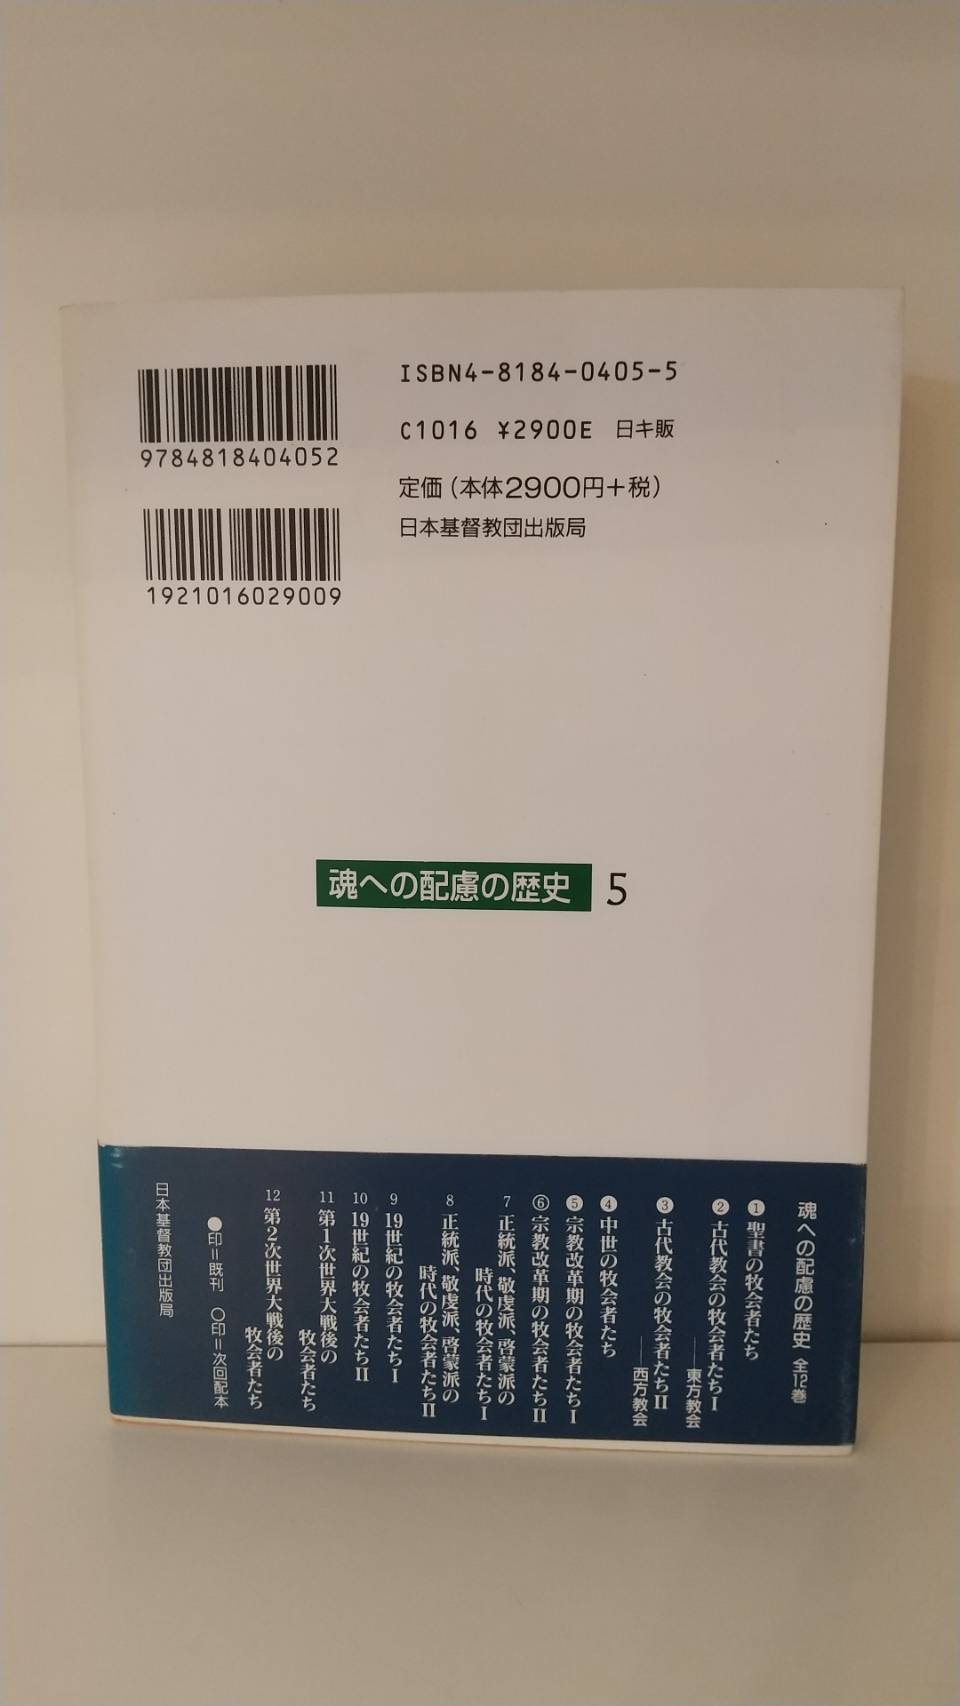 ISBN4-8184-0405-5
C1016 ¥2900E 日キ販
9784818404052
定価(本体2900円+税)
日本基督教団出版局
1921016029009
魂への配慮の歴史 5
魂への配慮の歴史 全12巻
❶ 聖書の牧会者たち
❷ 古代教会の牧会者たちⅠ
――東方教会
❸ 古代教会の牧会者たちⅡ
――西方教会
❹ 中世の牧会者たち
❺ 宗教改革期の牧会者たちⅠ
⑥ 宗教改革期の牧会者たちⅡ
7 正統派、敬虔派、啓蒙派の
時代の牧会者たちⅠ
8 正統派、敬虔派、啓蒙派の
時代の牧会者たちⅡ
9 19世紀の牧会者たちⅠ
10 19世紀の牧会者たちⅡ
11 第1次世界大戦後の
牧会者たち
12 第2次世界大戦後の
牧会者たち
●印=既刊 ○印=次回配本
日本基督教団出版局